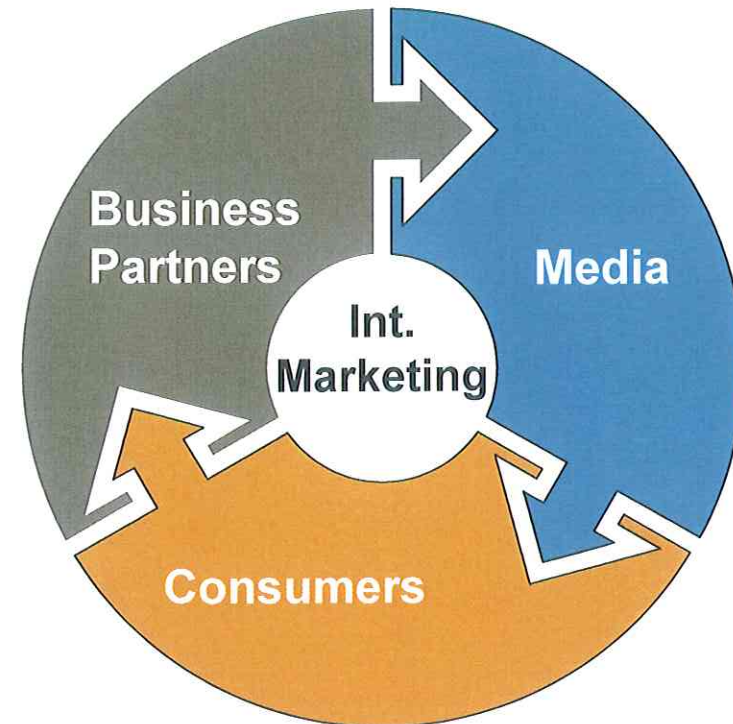 Business
Partners
Media
Int.
Marketing
Consumers